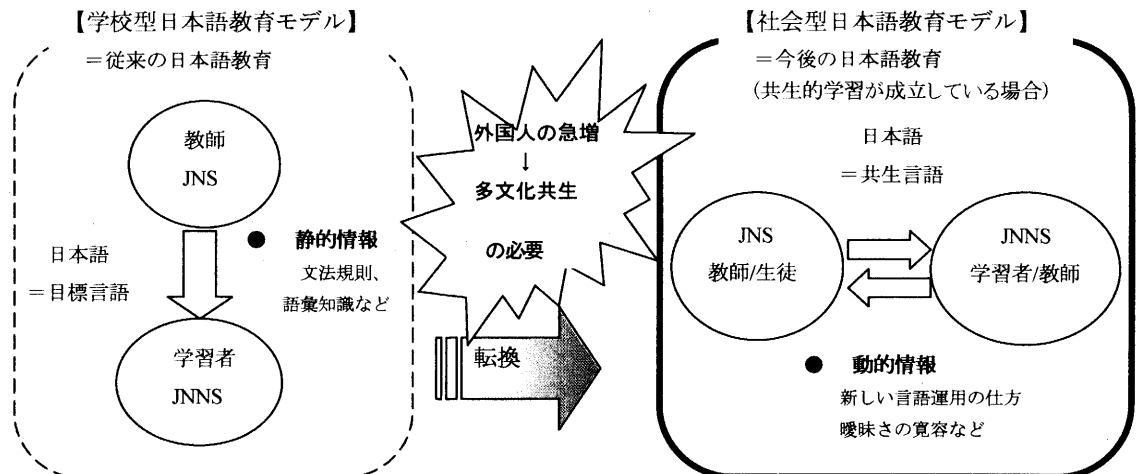 【学校型日本語教育モデル】
＝従来の日本語教育
教師
JNS
日本語
＝目標言語
● 静的情報
文法規則、
語彙知識など
学習者
JNNS
外国人の急増
↓
多文化共生
の必要
転換
【社会型日本語教育モデル】
＝今後の日本語教育
（共生的学習が成立している場合）
日本語
＝共生言語
JNS
教師/生徒
JNNS
学習者/教師
● 動的情報
新しい言語運用の仕方
曖昧さの寛容など